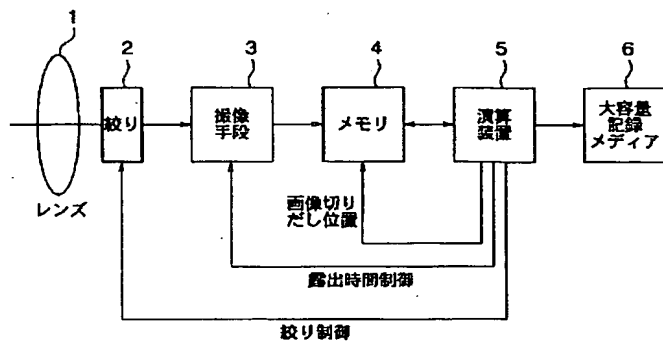 1
2
3
4
5
6
絞り
撮像
手段
メモリ
演算
装置
大容量
記録
メディア
レンズ
画像切り
だし位置
露出時間制御
絞り制御